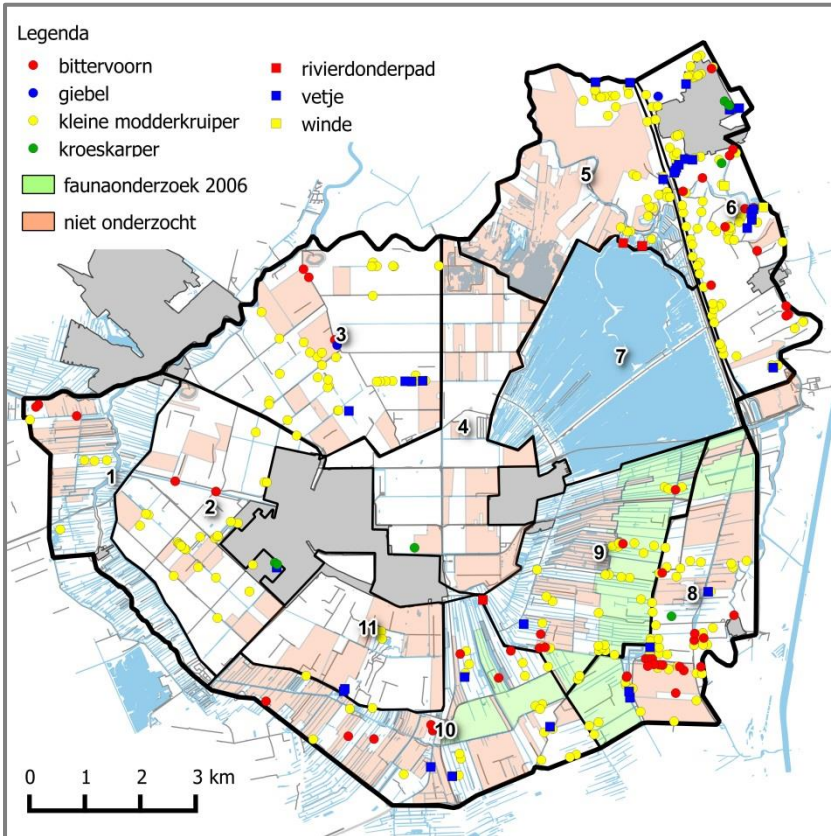 Legenda
bittervoorn
giebel
kleine modderkruiper
kroeskarper
rivierdonderpad
vetje
winde
faunaonderzoek 2006
niet onderzocht
5
6
3
7
4
1
2
9
8
11
10
0 1 2 3 km